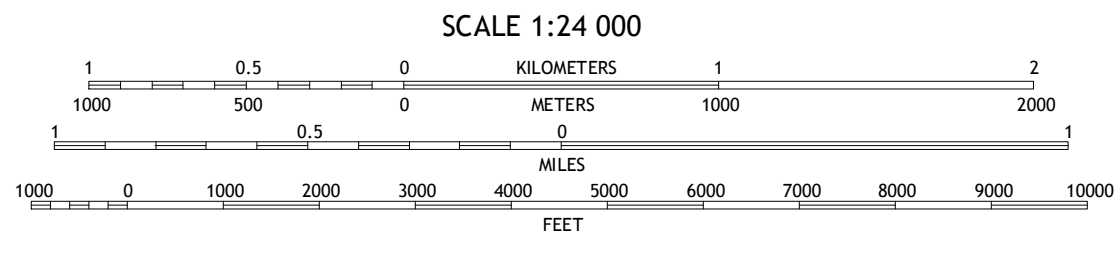 SCALE 1:24 000
1 0.5 0 KILOMETERS 1 2
1000 500 0 METERS 1000 2000
1 0.5 0 1
MILES
1000 0 1000 2000 3000 4000 5000 6000 7000 8000 9000 10000
FEET